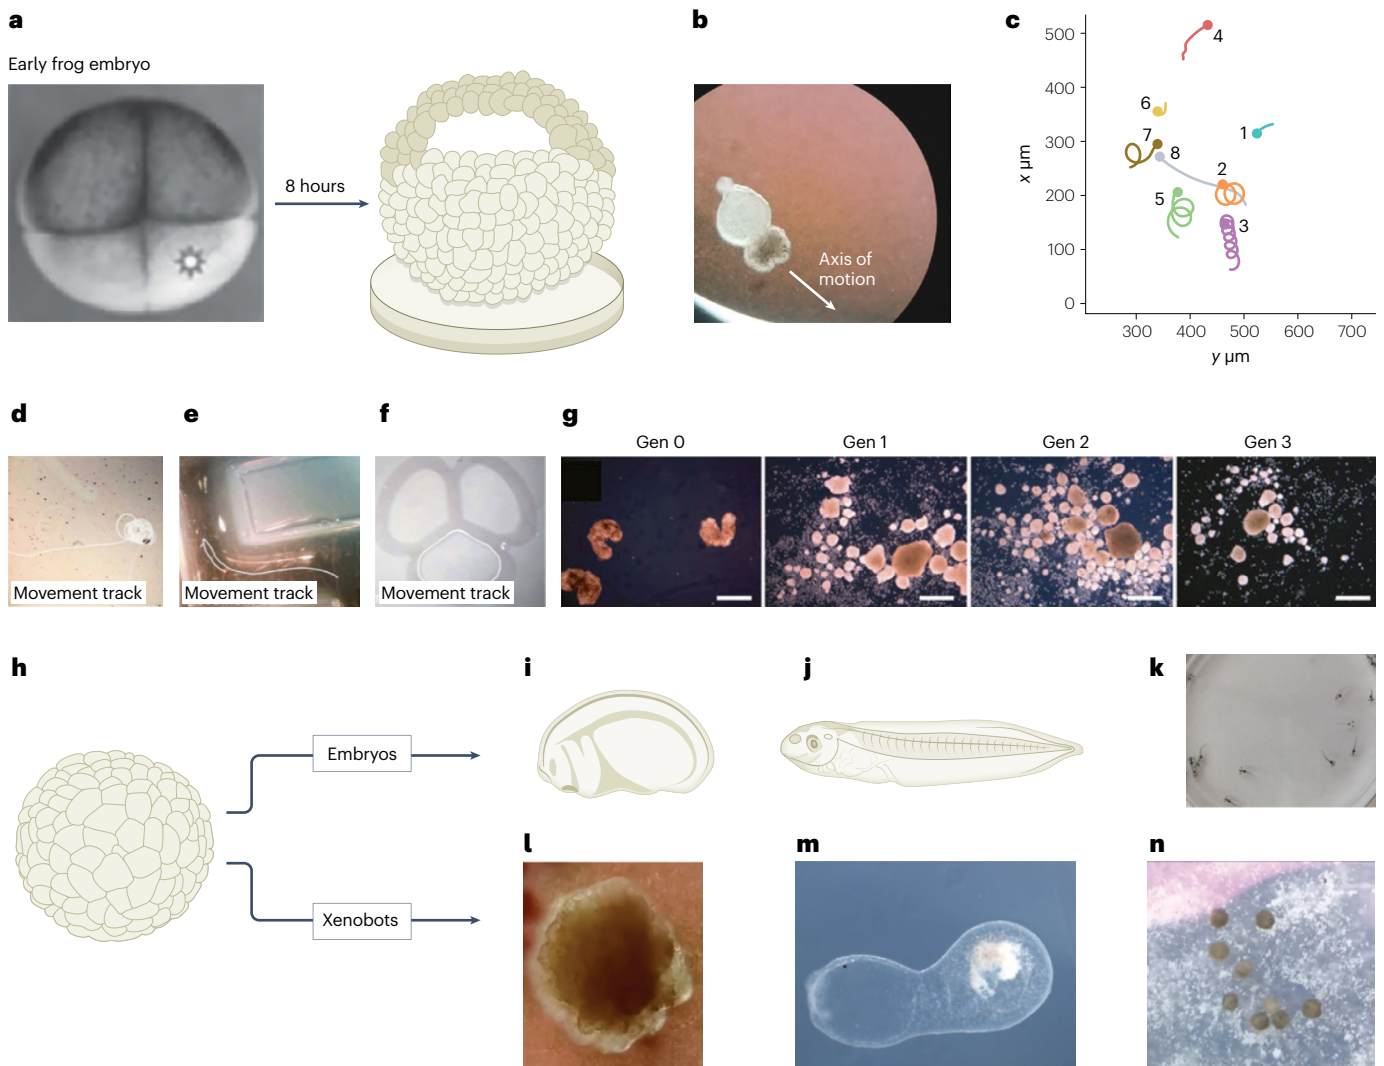 a
Early frog embryo
8 hours
b
Axis of
motion
c
x µm
500
400
300
200
100
0
300 400 500 600 700
y µm
4
6
1
7
8
2
5
3
d
Movement track
e
Movement track
f
Movement track
g
Gen 0
Gen 1
Gen 2
Gen 3
h
Embryos
Xenobots
i
j
k
l
m
n